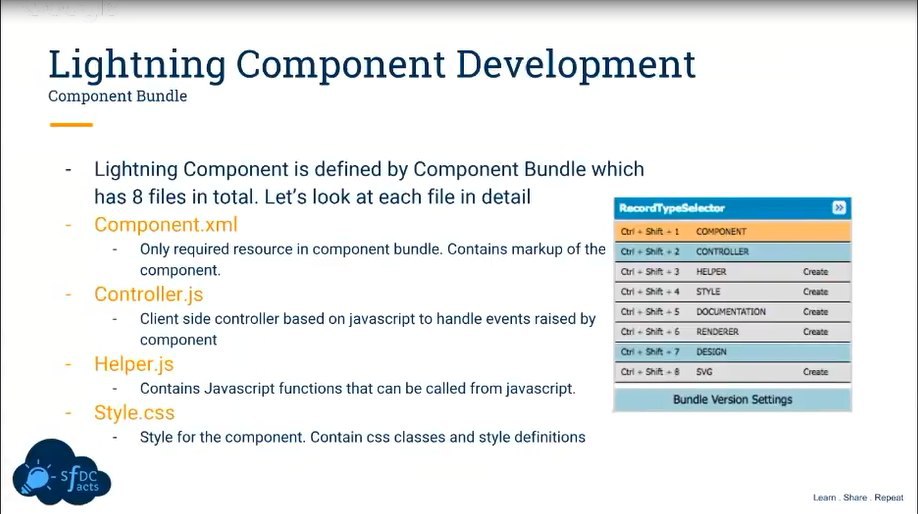 Lightning Component Development
Component Bundle
- Lightning Component is defined by Component Bundle which
has 8 files in total. Let's look at each file in detail
- Component.xml
- Only required resource in component bundle. Contains markup of the
component.
- Controller.js
- Client side controller based on javascript to handle events raised by
component
- Helper.js
- Contains Javascript functions that can be called from javascript.
- Style.css
- Style for the component. Contain css classes and style definitions
RecordTypeSelector »
Ctrl + Shift + 1 COMPONENT
Ctrl + Shift + 2 CONTROLLER
Ctrl + Shift + 3 HELPER Create
Ctrl + Shift + 4 STYLE Create
Ctrl + Shift + 5 DOCUMENTATION Create
Ctrl + Shift + 6 RENDERER Create
Ctrl + Shift + 7 DESIGN
Ctrl + Shift + 8 SVG Create
Bundle Version Settings
SfDC
acts
Learn . Share . Repeat